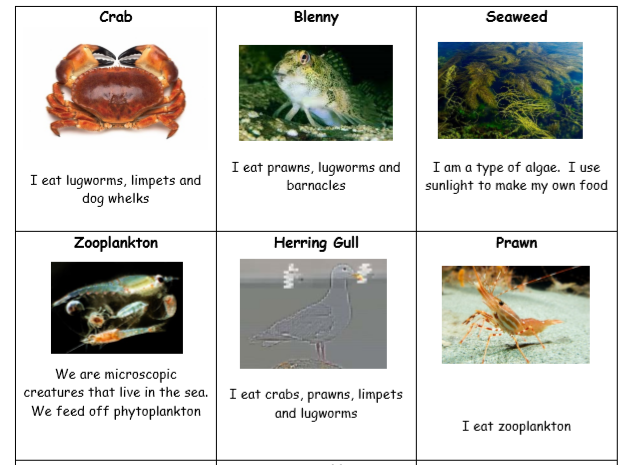 Crab
Blenny
Seaweed
I eat lugworms, limpets and
dog whelks
I eat prawns, lugworms and
barnacles
I am a type of algae.  I use
sunlight to make my own food
Zooplankton
Herring Gull
Prawn
We are microscopic
creatures that live in the sea.
We feed off phytoplankton
I eat crabs, prawns, limpets
and lugworms
I eat zooplankton